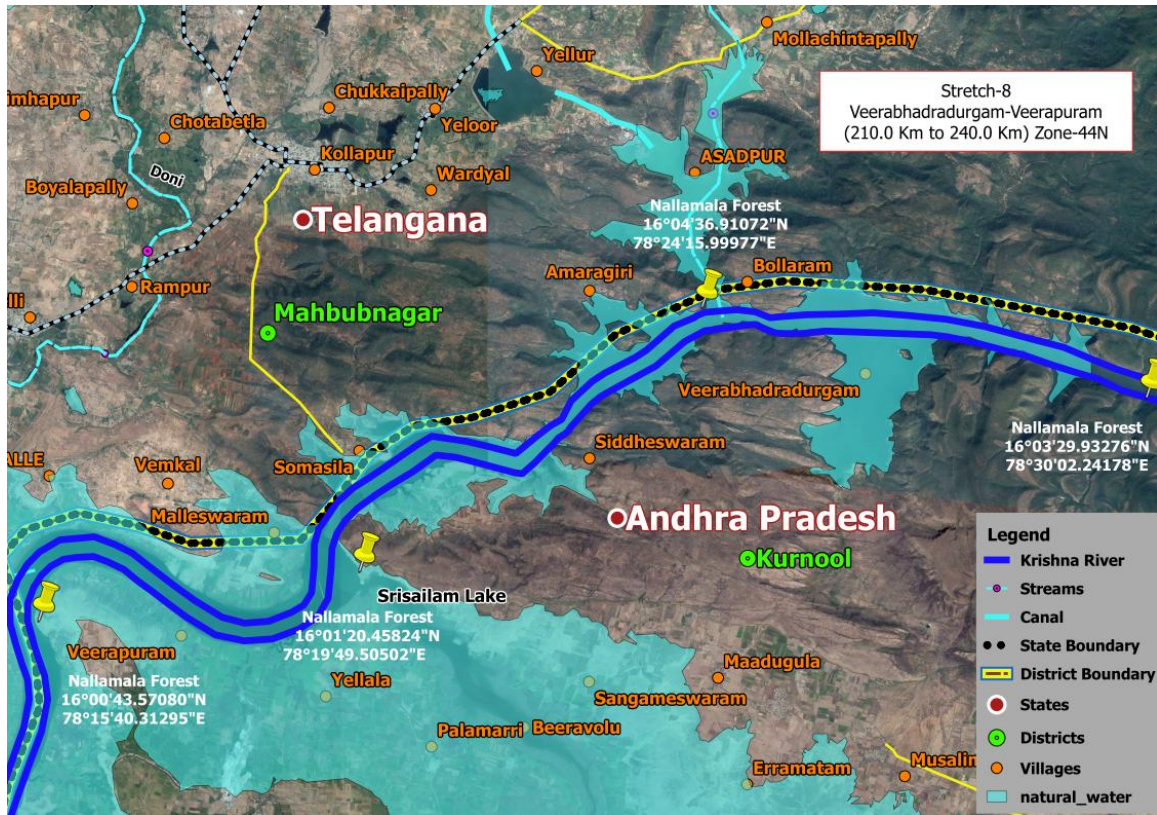 Stretch-8
Veerabhadradurgam-Veerapuram
(210.0 Km to 240.0 Km) Zone-44N
Mollachintapally
Yellur
imhapur
Chukkaipally
Yeloor
Chotabetla
Kollapur
ASADPUR
Doni
Wardyal
Boyalapally
Nallamala Forest
16°04'36.91072"N
78°24'15.99977"E
Telangana
Amaragiri
Bollaram
Rampur
lli
Mahbubnagar
Veerabhadradurgam
Nallamala Forest
16°03'29.93276"N
78°30'02.24178"E
Siddheswaram
ALLE
Vemkal
Somasila
Malleswaram
Andhra Pradesh
Kurnool
Srisailam Lake
Nallamala Forest
16°01'20.45824"N
78°19'49.50502"E
Veerapuram
Nallamala Forest
16°00'43.57080"N
78°15'40.31295"E
Yellala
Maadugula
Sangameswaram
Palamarri
Beeravolu
Erramatam
Musalin
Legend
Krishna River
Streams
Canal
State Boundary
District Boundary
States
Districts
Villages
natural_water